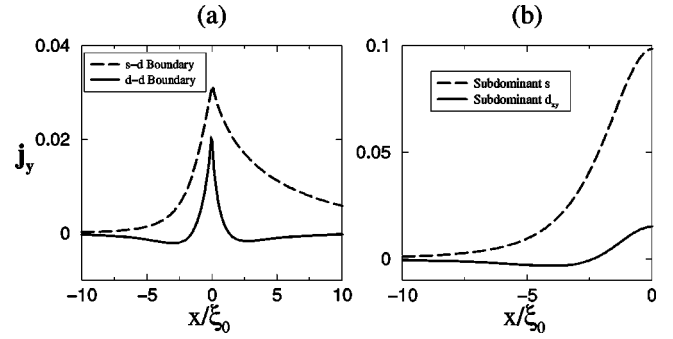 (a)
(b)
0.04
0.02
0
j_y
s–d Boundary
d–d Boundary
−10
−5
0
5
10
x/ξ_0
0.1
0.05
0
Subdominant s
Subdominant d_xy
−10
−5
0
x/ξ_0